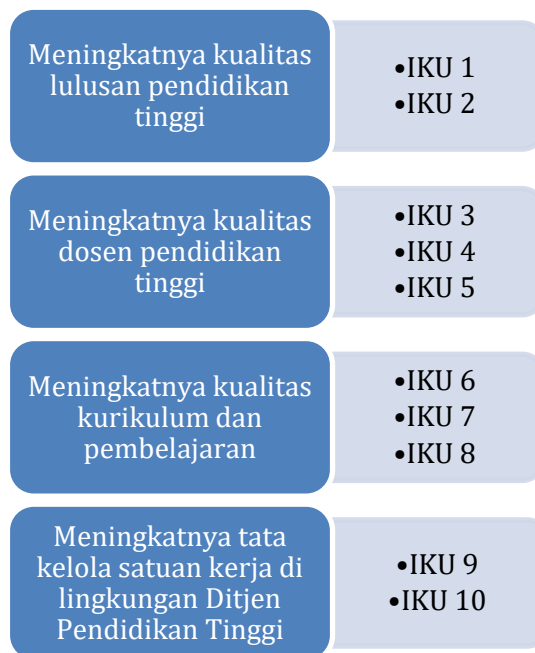 Meningkatnya kualitas
lulusan pendidikan
tinggi
•IKU 1
•IKU 2
Meningkatnya kualitas
dosen pendidikan
tinggi
•IKU 3
•IKU 4
•IKU 5
Meningkatnya kualitas
kurikulum dan
pembelajaran
•IKU 6
•IKU 7
•IKU 8
Meningkatnya tata
kelola satuan kerja di
lingkungan Ditjen
Pendidikan Tinggi
•IKU 9
•IKU 10